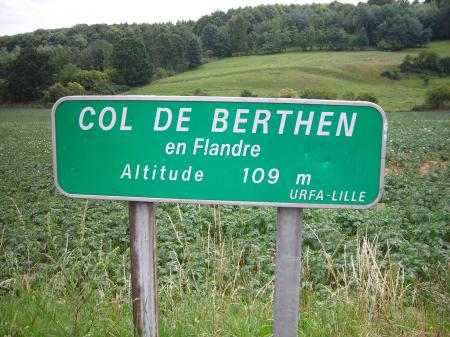 COL DE BERTHEN
en Flandre
Altitude 109 m
URFA-LILLE